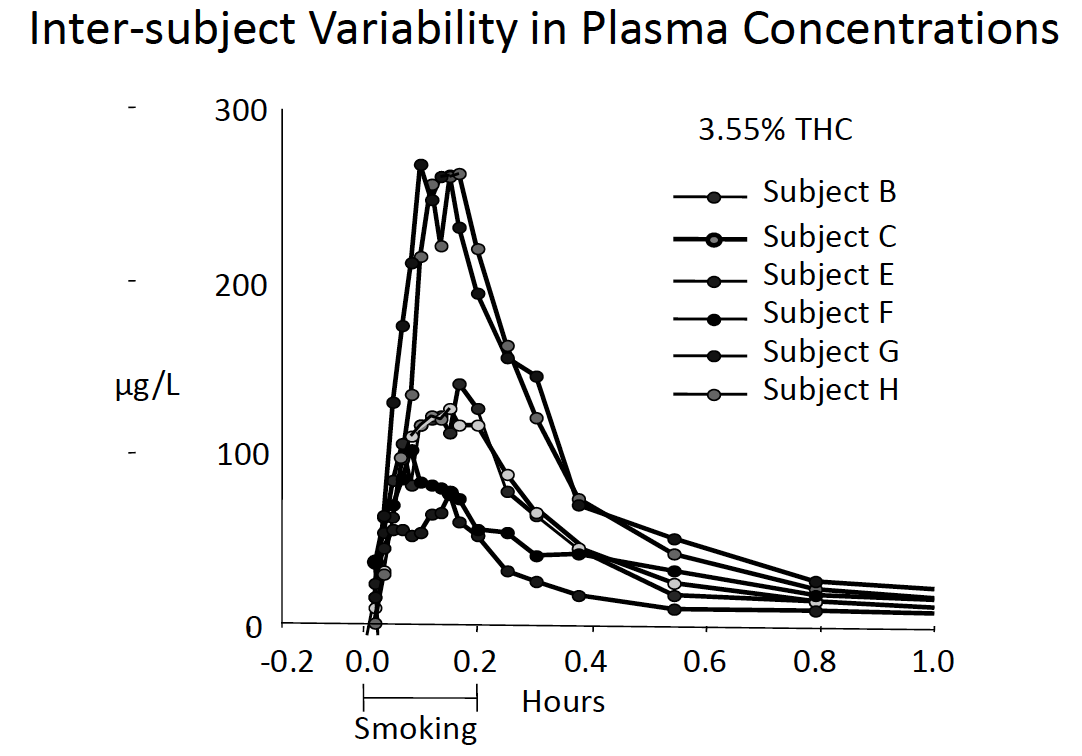 Inter-subject Variability in Plasma Concentrations
300
200
100
0
µg/L
3.55% THC
Subject B
Subject C
Subject E
Subject F
Subject G
Subject H
-0.2 0.0 0.2 0.4 0.6 0.8 1.0
Hours
Smoking